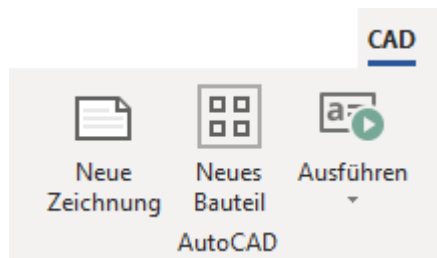 CAD
a=
Neue Neues Ausführen
Zeichnung Bauteil
AutoCAD